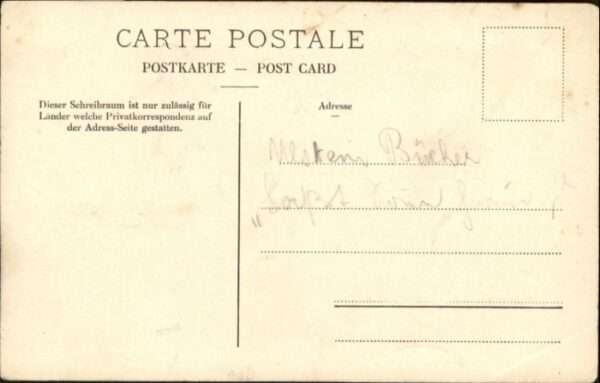 CARTE POSTALE
POSTKARTE — POST CARD
Dieser Schreibraum ist nur zulässig für
Länder welche Privatkorrespondenz auf
der Adress-Seite gestatten.
Adresse
Bücher